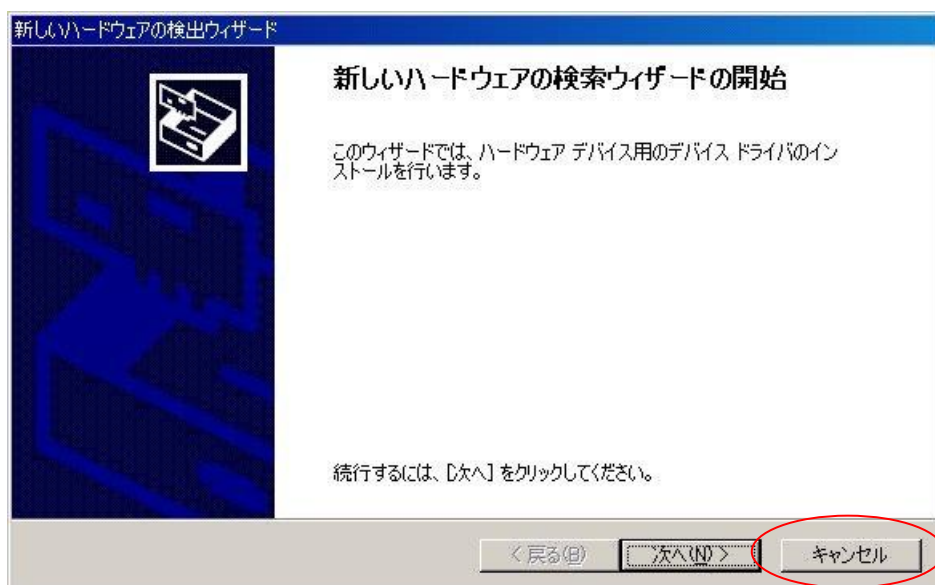 新しいハードウェアの検出ウィザード
新しいハードウェアの検索ウィザードの開始
このウィザードでは、ハードウェア デバイス用のデバイス ドライバのイン
ストールを行います。
続行するには、[次へ] をクリックしてください。
< 戻る(B) 次へ(N) > キャンセル